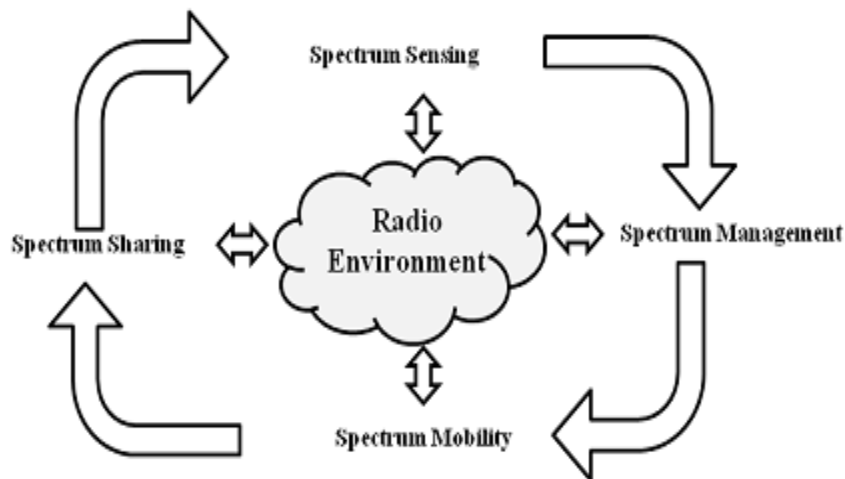 Spectrum Sensing
Radio
Environment
Spectrum Sharing
Spectrum Management
Spectrum Mobility